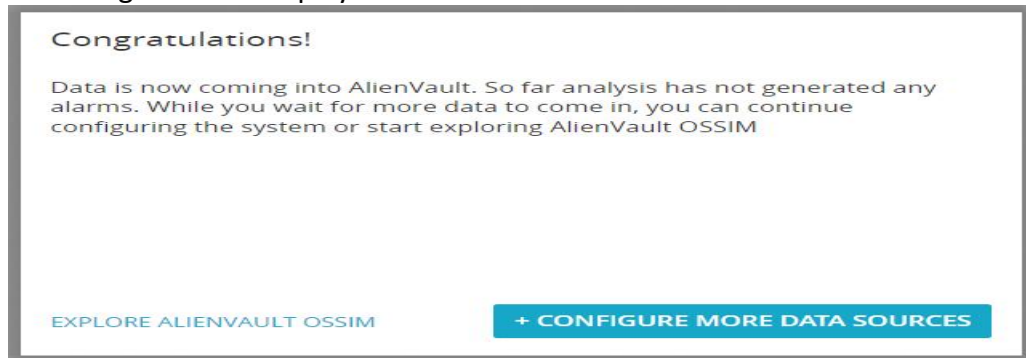 Congratulations!
Data is now coming into AlienVault. So far analysis has not generated any
alarms. While you wait for more data to come in, you can continue
configuring the system or start exploring AlienVault OSSIM
EXPLORE ALIENVAULT OSSIM
+ CONFIGURE MORE DATA SOURCES